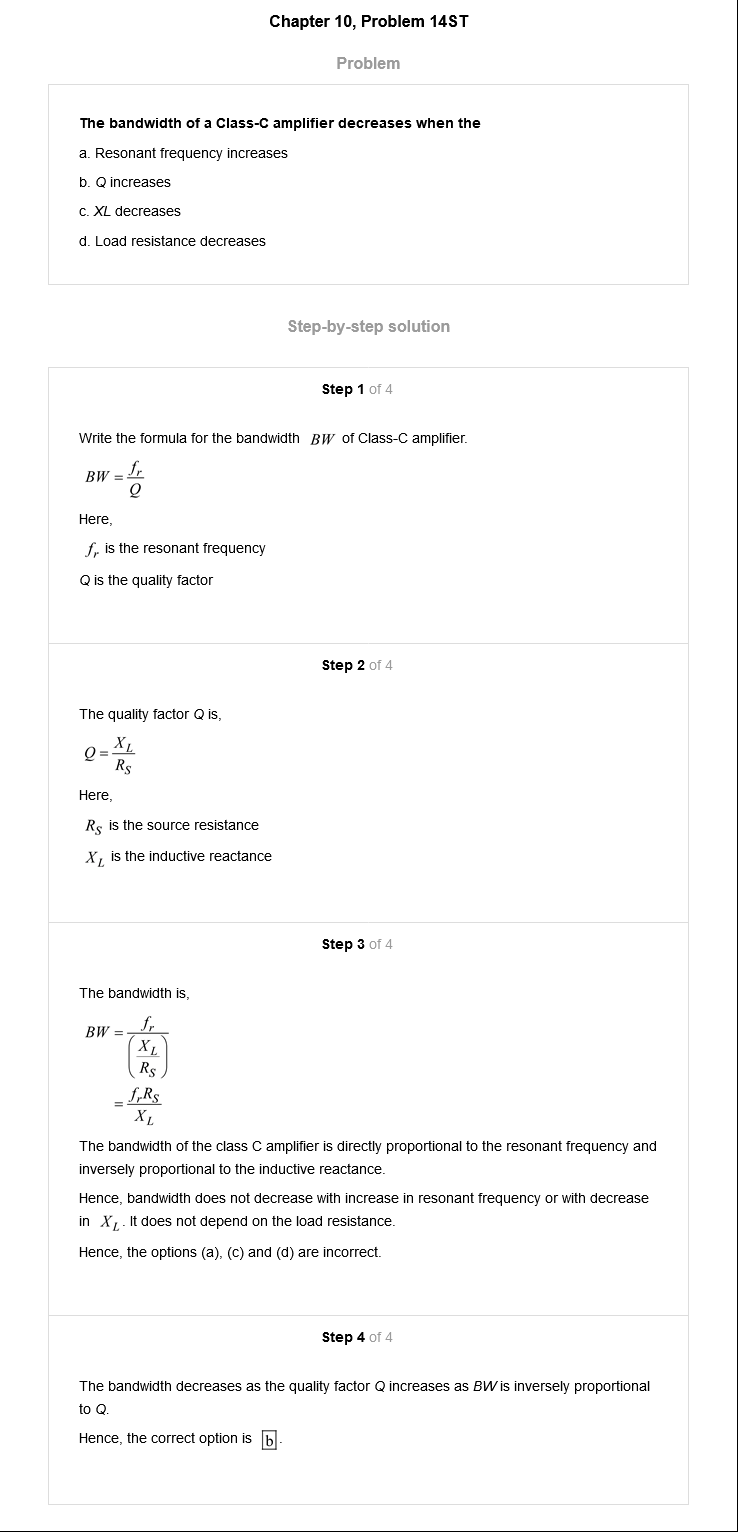 Chapter 10, Problem 14ST
Problem
The bandwidth of a Class-C amplifier decreases when the
a. Resonant frequency increases
b. Q increases
c. XL decreases
d. Load resistance decreases
Step-by-step solution
Step 1 of 4
Write the formula for the bandwidth BW of Class-C amplifier.
BW = f_r / Q
Here,
f_r is the resonant frequency
Q is the quality factor
Step 2 of 4
The quality factor Q is,
Q = X_L / R_S
Here,
R_S is the source resistance
X_L is the inductive reactance
Step 3 of 4
The bandwidth is,
BW = f_r / (X_L / R_S)
= f_r R_S / X_L
The bandwidth of the class C amplifier is directly proportional to the resonant frequency and
inversely proportional to the inductive reactance.
Hence, bandwidth does not decrease with increase in resonant frequency or with decrease
in X_L. It does not depend on the load resistance.
Hence, the options (a), (c) and (d) are incorrect.
Step 4 of 4
The bandwidth decreases as the quality factor Q increases as BW is inversely proportional
to Q.
Hence, the correct option is b.